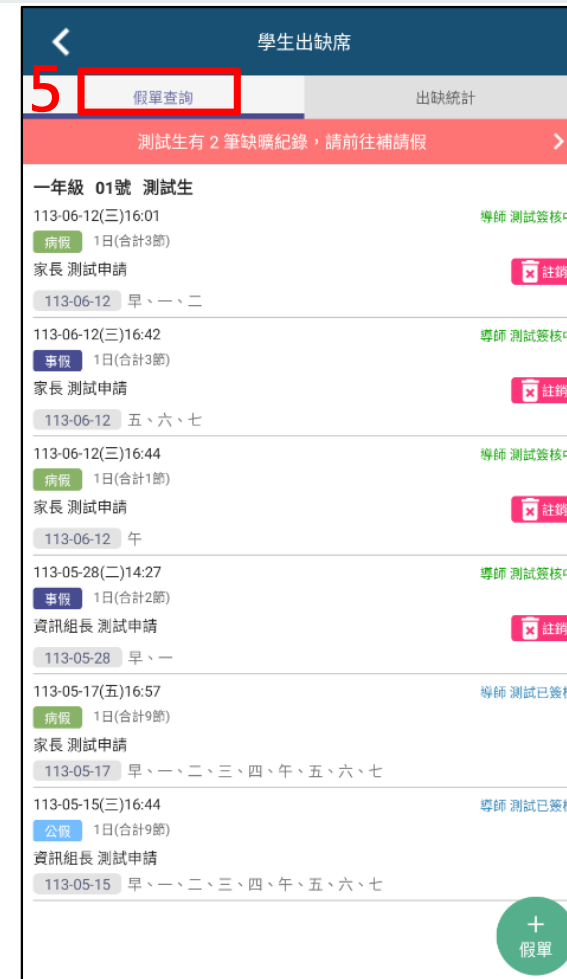 學生出缺席
5
假單查詢 出缺統計
測試生有 2 筆缺曠紀錄，請前往補請假
一年級 01號 測試生
113-06-12(三)16:01 導師 測試簽核
病假 1日(合計3節)
家長 測試申請 註銷
113-06-12 早、一、二
113-06-12(三)16:42 導師 測試簽核
事假 1日(合計3節)
家長 測試申請 註銷
113-06-12 五、六、七
113-06-12(三)16:44 導師 測試簽核
病假 1日(合計1節)
家長 測試申請 註銷
113-06-12 午
113-05-28(二)14:27 導師 測試簽核
事假 1日(合計2節)
資訊組長 測試申請 註銷
113-05-28 早、一
113-05-17(五)16:57 導師 測試已簽核
病假 1日(合計9節)
家長 測試申請
113-05-17 早、一、二、三、四、午、五、六、七
113-05-15(三)16:44 導師 測試已簽核
公假 1日(合計9節)
資訊組長 測試申請
113-05-15 早、一、二、三、四、午、五、六、七
+
假單